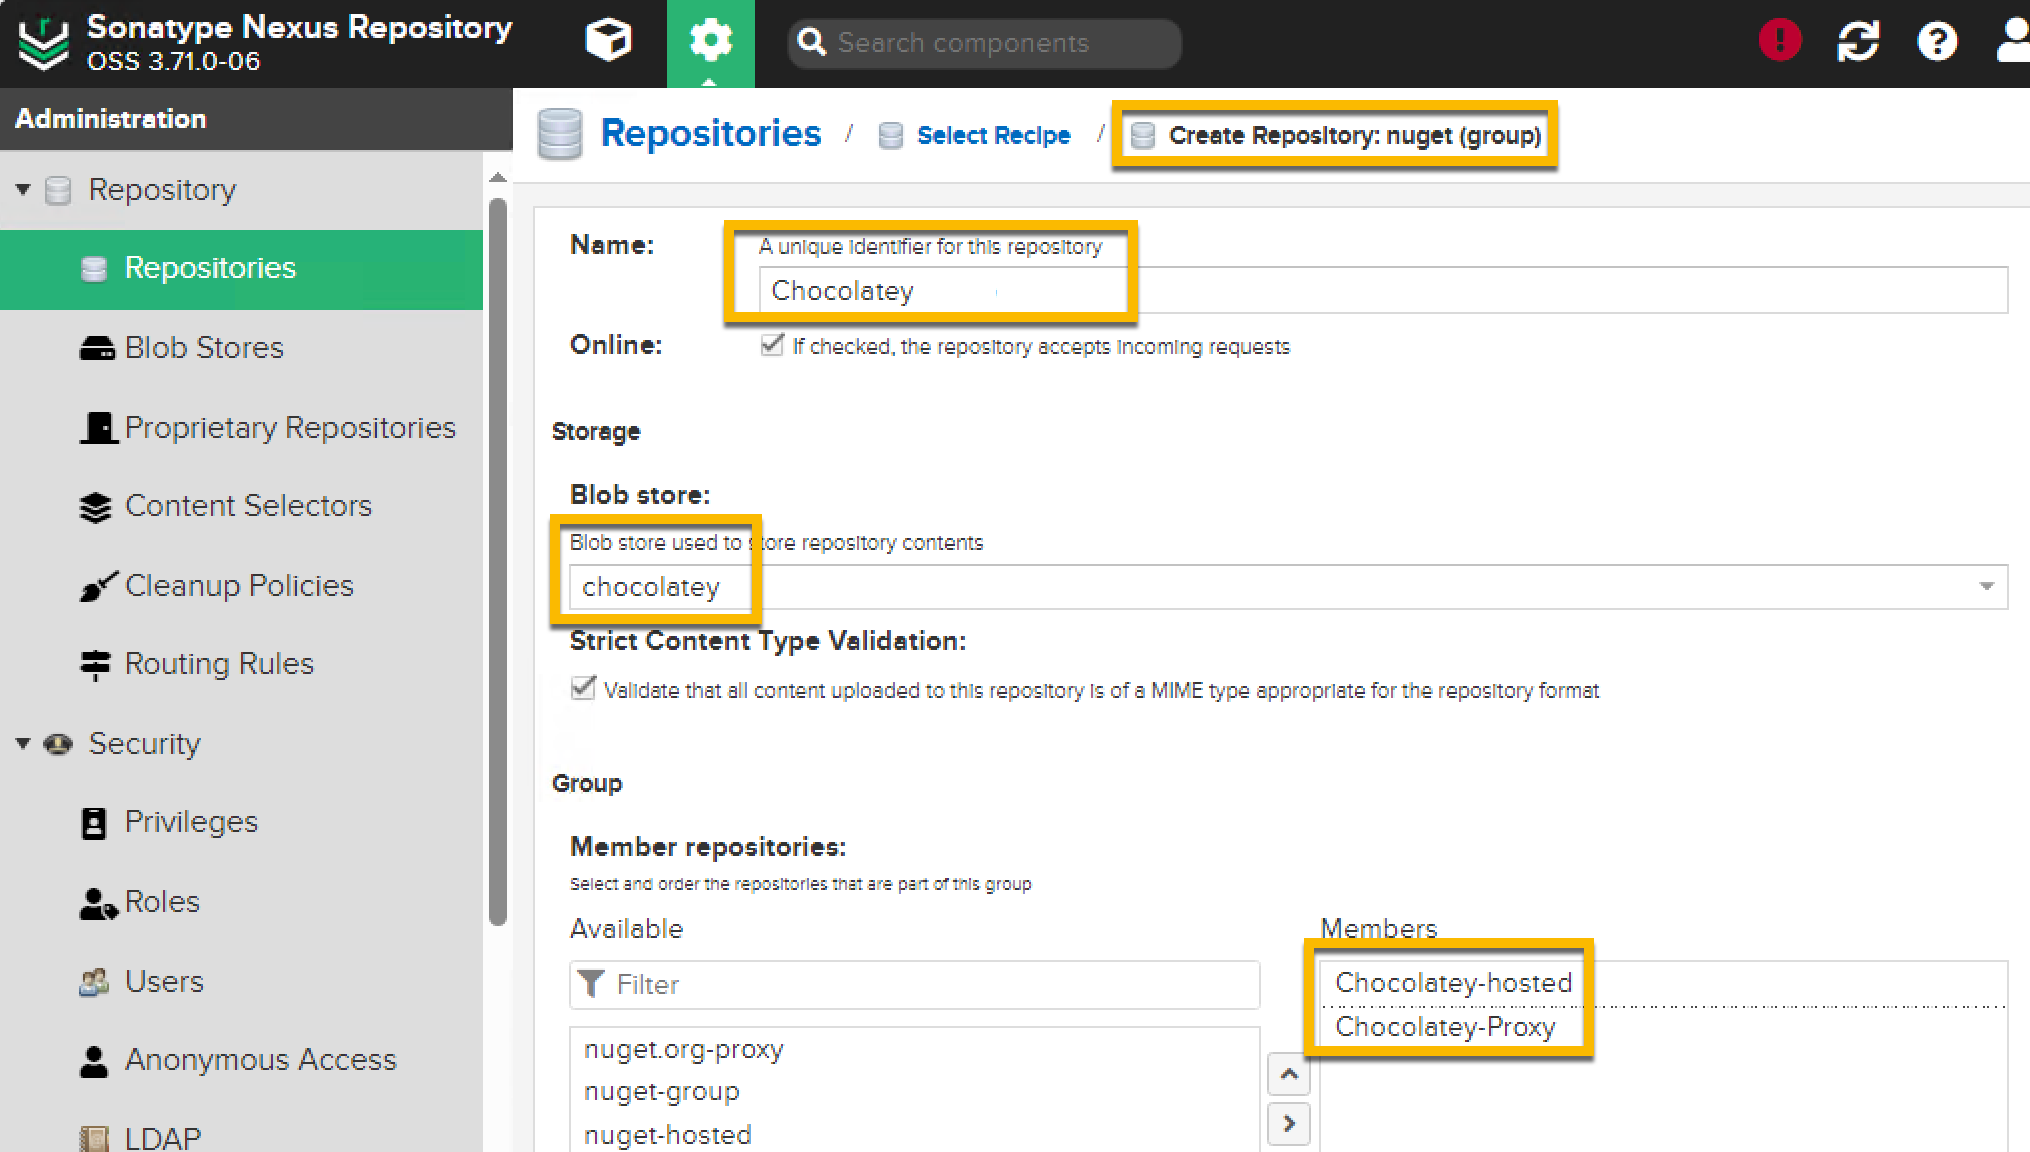 Sonatype Nexus Repository
OSS 3.71.0-06
Search components
Administration
Repositories / Select Recipe / Create Repository: nuget (group)
Repository
Repositories
Blob Stores
Proprietary Repositories
Content Selectors
Cleanup Policies
Routing Rules
Security
Privileges
Roles
Users
Anonymous Access
LDAP
Name:
A unique identifier for this repository
Chocolatey
Online:
If checked, the repository accepts incoming requests
Storage
Blob store:
Blob store used to store repository contents
chocolatey
Strict Content Type Validation:
Validate that all content uploaded to this repository is of a MIME type appropriate for the repository format
Group
Member repositories:
Select and order the repositories that are part of this group
Available
Filter
nuget.org-proxy
nuget-group
nuget-hosted
Members
Chocolatey-hosted
Chocolatey-Proxy